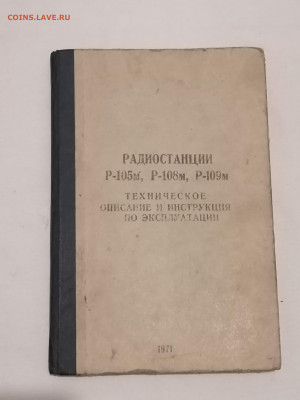 COINS.LAVE.RU
РАДИОСТАНЦИИ
Р-105м, Р-108м, Р-109м
ТЕХНИЧЕСКОЕ
ОПИСАНИЕ И ИНСТРУКЦИЯ
ПО ЭКСПЛУАТАЦИИ
1971